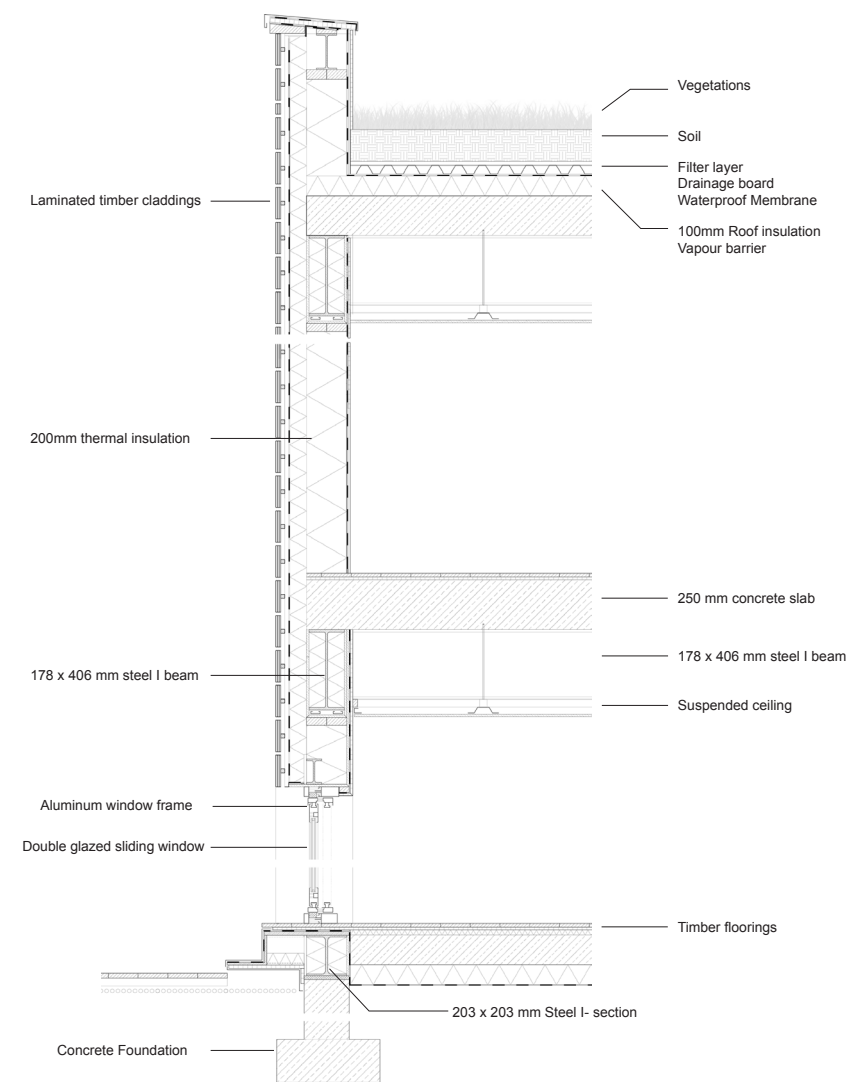 Vegetations
Soil
Filter layer
Drainage board
Waterproof Membrane
Laminated timber claddings
100mm Roof insulation
Vapour barrier
200mm thermal insulation
250 mm concrete slab
178 x 406 mm steel I beam
178 x 406 mm steel I beam
Suspended ceiling
Aluminum window frame
Double glazed sliding window
Timber floorings
203 x 203 mm Steel I- section
Concrete Foundation